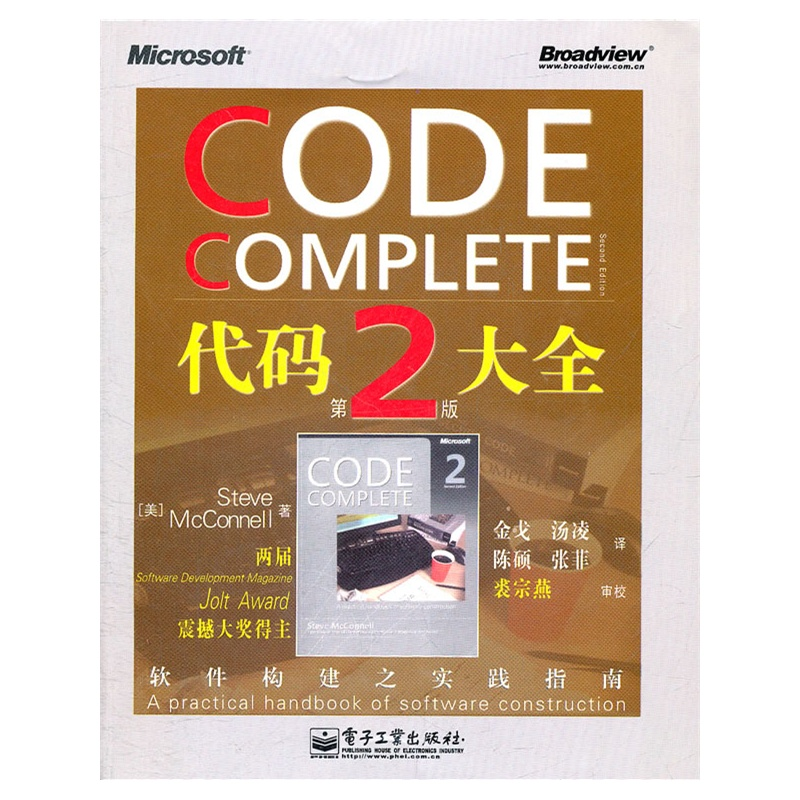 Microsoft®
Broadview®
www.broadview.com.cn
CODE
COMPLETE
Second Edition
代码2大全
第 版
CODE
COMPLETE
Microsoft
2
Second Edition
CODE
COMPLETE
[美] Steve
McConnell 著
金戈 汤凌
陈硕 张菲 译
裘宗燕 审校
两届
Software Development Magazine
Jolt Award
震撼大奖得主
Steve McConnell
软件构建之实践指南
A practical handbook of software construction
電子工業出版社
PUBLISHING HOUSE OF ELECTRONICS INDUSTRY
http://www.phei.com.cn